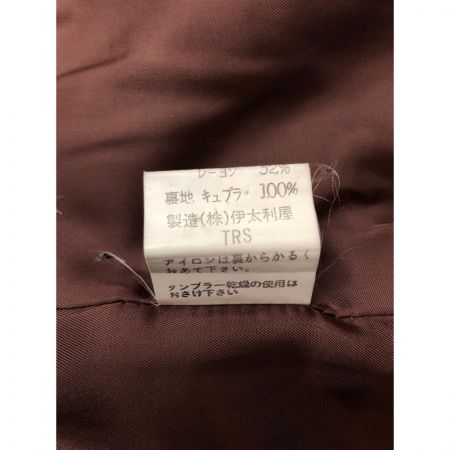 レーヨン 52%
裏地 キュプラ 100%
製造(株)伊太利屋
TRS
アイロンは裏からかるく
おあて下さい。
タンブラー乾燥の使用は
おさけ下さい